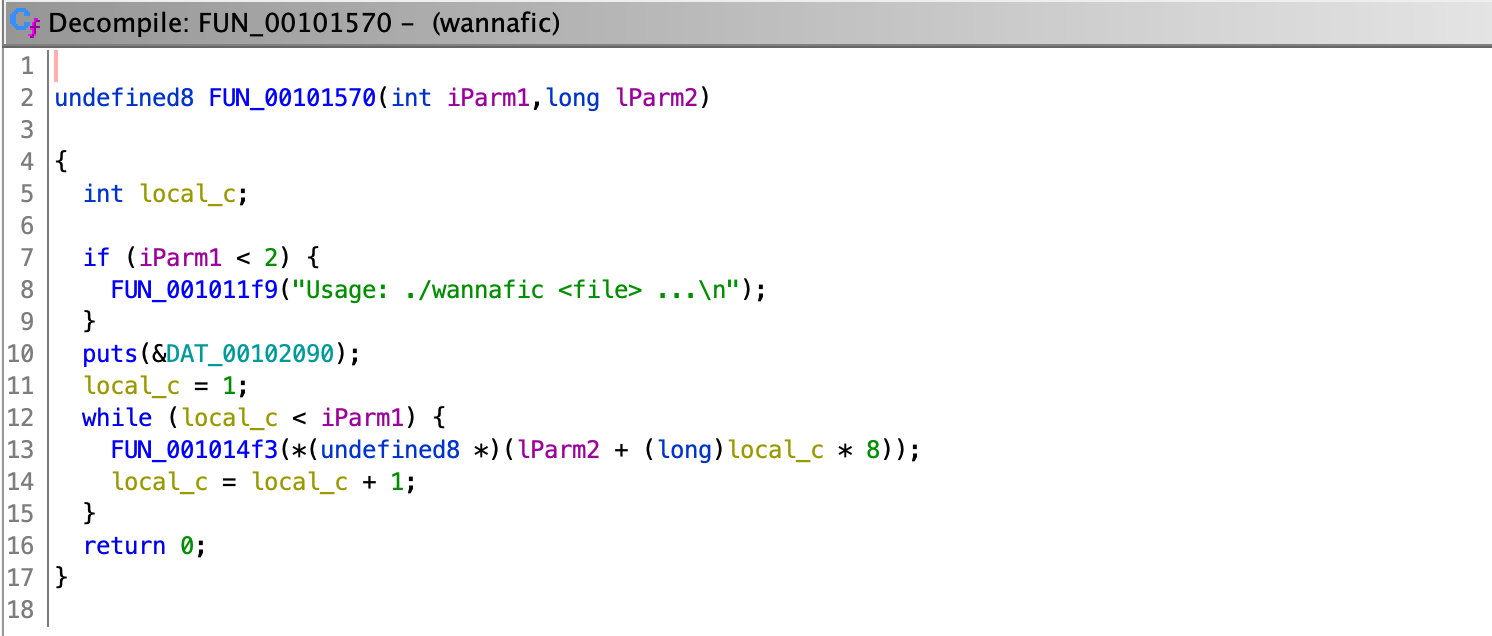 Decompile: FUN_00101570 – (wannafic)
1
2 undefined8 FUN_00101570(int iParm1,long lParm2)
3
4 {
5   int local_c;
6
7   if (iParm1 < 2) {
8     FUN_001011f9("Usage: ./wannafic <file> ...\n");
9   }
10   puts(&DAT_00102090);
11   local_c = 1;
12   while (local_c < iParm1) {
13     FUN_001014f3(*(undefined8 *)(lParm2 + (long)local_c * 8));
14     local_c = local_c + 1;
15   }
16   return 0;
17 }
18